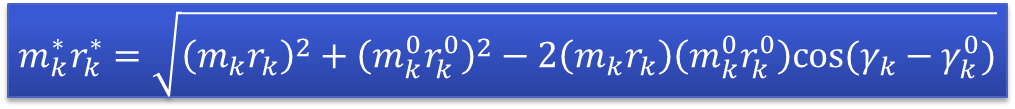 $m_k^* r_k^* = \sqrt{(m_k r_k)^2 + (m_k^0 r_k^0)^2 - 2(m_k r_k)(m_k^0 r_k^0)\cos(\gamma_k - \gamma_k^0)}$